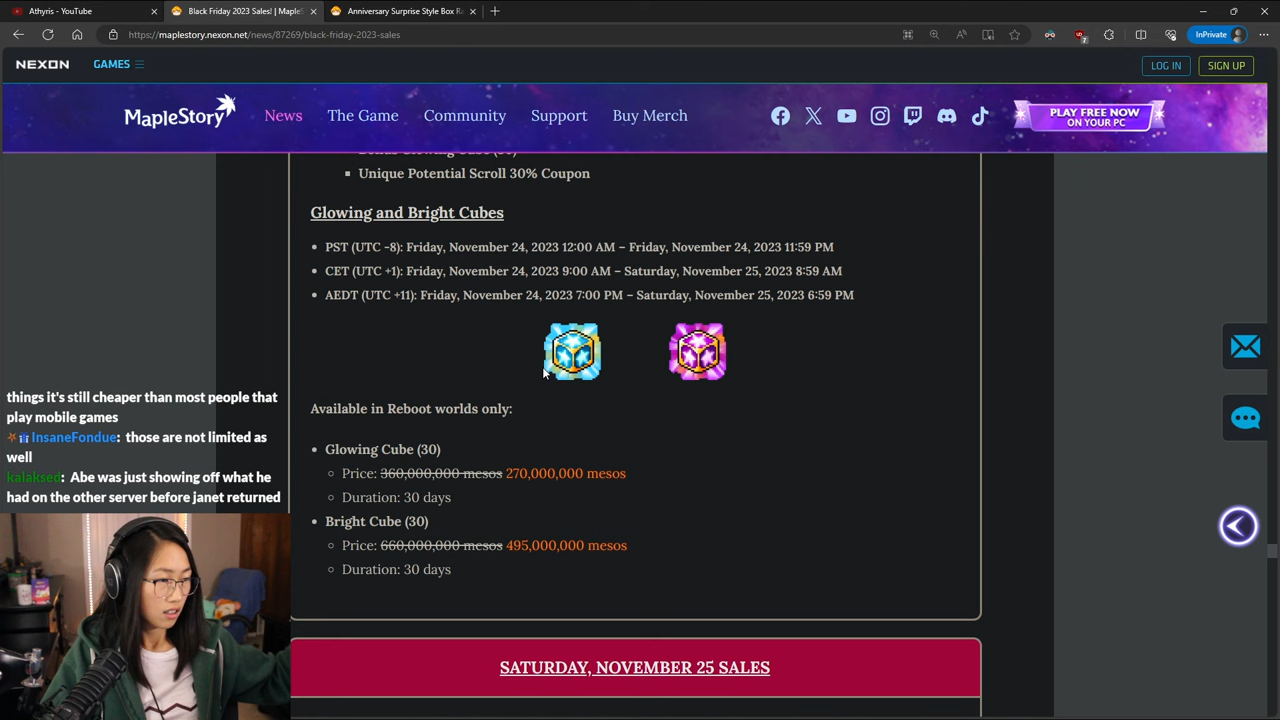 Athyris - YouTube
Black Friday 2023 Sales! | MapleS
Anniversary Surprise Style Box Ra
https://maplestory.nexon.net/news/87269/black-friday-2023-sales
7
InPrivate
NEXON
GAMES
LOG IN
SIGN UP
MapleStory
News
The Game
Community
Support
Buy Merch
PLAY FREE NOW
ON YOUR PC
Unique Potential Scroll 30% Coupon
Glowing and Bright Cubes
PST (UTC -8): Friday, November 24, 2023 12:00 AM – Friday, November 24, 2023 11:59 PM
CET (UTC +1): Friday, November 24, 2023 9:00 AM – Saturday, November 25, 2023 8:59 AM
AEDT (UTC +11): Friday, November 24, 2023 7:00 PM – Saturday, November 25, 2023 6:59 PM
Available in Reboot worlds only:
Glowing Cube (30)
Price: 360,000,000 mesos 270,000,000 mesos
Duration: 30 days
Bright Cube (30)
Price: 660,000,000 mesos 495,000,000 mesos
Duration: 30 days
SATURDAY, NOVEMBER 25 SALES
things it's still cheaper than most people that
play mobile games
InsaneFondue: those are not limited as
well
kalaksed: Abe was just showing off what he
had on the other server before janet returned